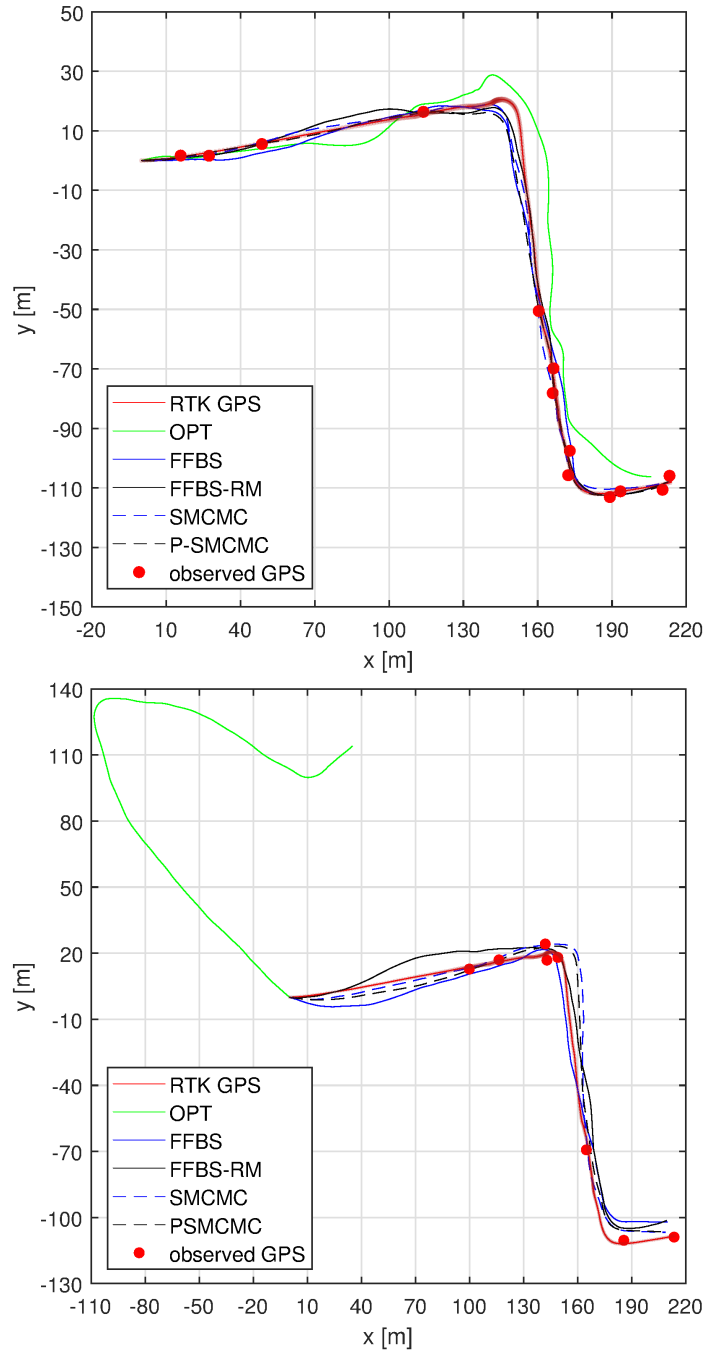 50
30
10
-10
-30
-50
-70
-90
-110
-130
-150
y [m]
RTK GPS
OPT
FFBS
FFBS-RM
SMCMC
P-SMCMC
observed GPS
-20 10 40 70 100 130 160 190 220
x [m]
140
110
80
50
20
-10
-40
-70
-100
-130
y [m]
RTK GPS
OPT
FFBS
FFBS-RM
SMCMC
PSMCMC
observed GPS
-110 -80 -50 -20 10 40 70 100 130 160 190 220
x [m]